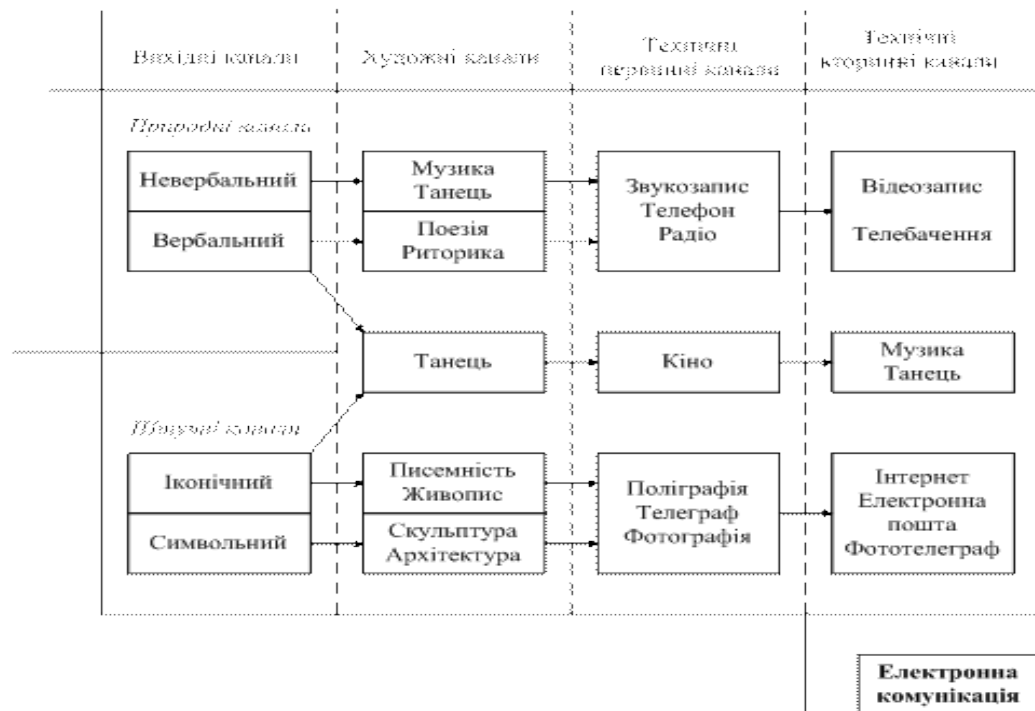 Вихідні канали
Художні канали
Технічні
первинні канали
Технічні
вторинні канали
Природні канали
Невербальний
Вербальний
Музика
Танець
Поезія
Риторика
Звукозапис
Телефон
Радіо
Відеозапис
Телебачення
Танець
Кіно
Музика
Танець
Штучні канали
Іконічний
Символьний
Писемність
Живопис
Скульптура
Архітектура
Поліграфія
Телеграф
Фотографія
Інтернет
Електронна
пошта
Фототелеграф
Електронна
комунікація